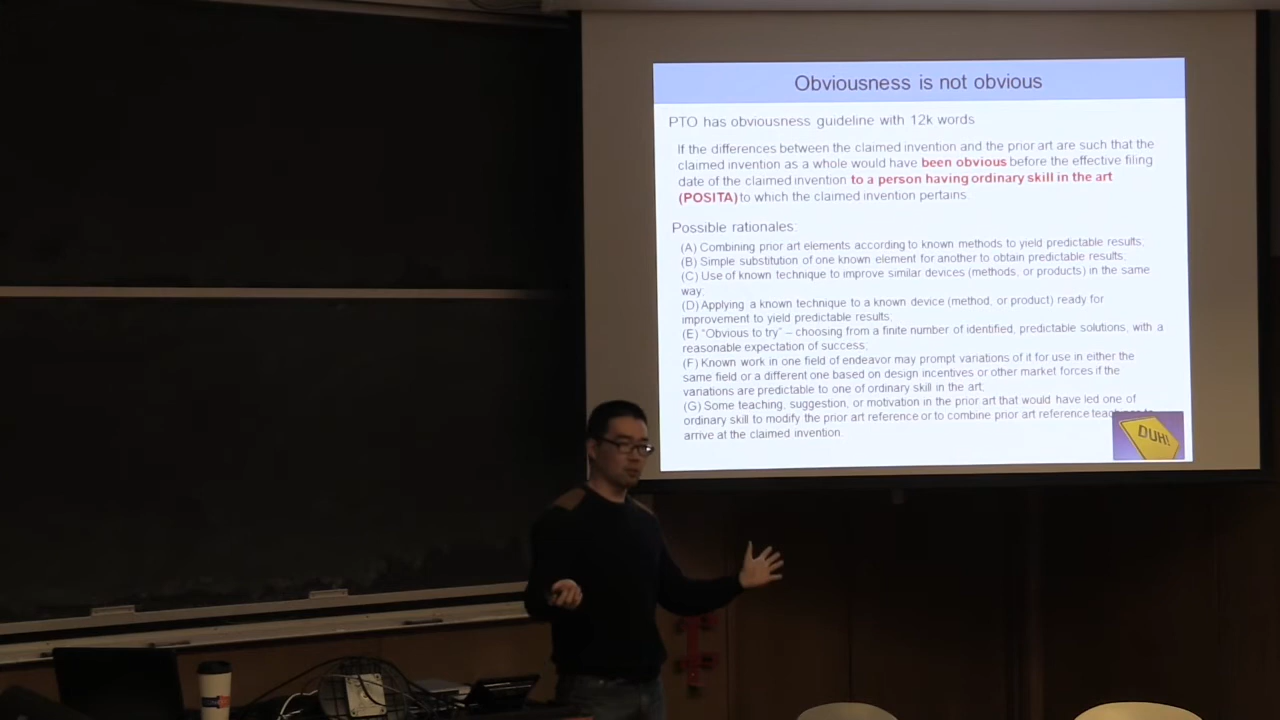 Obviousness is not obvious
PTO has obviousness guideline with 12k words
If the differences between the claimed invention and the prior art are such that the
claimed invention as a whole would have been obvious before the effective filing
date of the claimed invention to a person having ordinary skill in the art
(POSITA) to which the claimed invention pertains.
Possible rationales:
(A) Combining prior art elements according to known methods to yield predictable results;
(B) Simple substitution of one known element for another to obtain predictable results;
(C) Use of known technique to improve similar devices (methods, or products) in the same
way;
(D) Applying a known technique to a known device (method, or product) ready for
improvement to yield predictable results;
(E) "Obvious to try" – choosing from a finite number of identified, predictable solutions, with a
reasonable expectation of success;
(F) Known work in one field of endeavor may prompt variations of it for use in either the
same field or a different one based on design incentives or other market forces if the
variations are predictable to one of ordinary skill in the art;
(G) Some teaching, suggestion, or motivation in the prior art that would have led one of
ordinary skill to modify the prior art reference or to combine prior art reference
arrive at the claimed invention.
DUH!